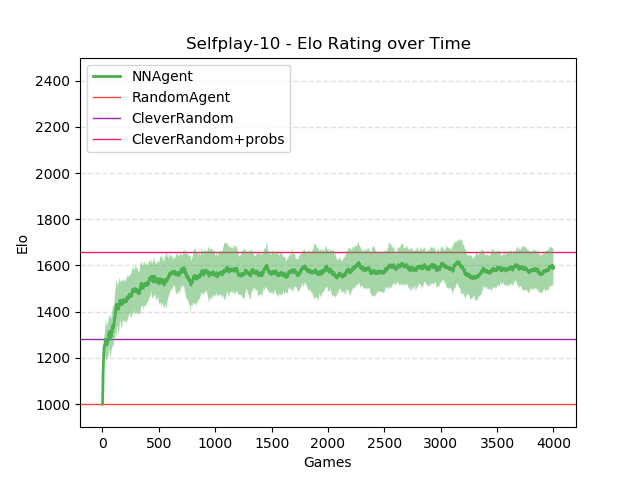 Selfplay-10 - Elo Rating over Time
NNAgent
RandomAgent
CleverRandom
CleverRandom+probs
2400
2200
2000
1800
1600
1400
1200
1000
Elo
0 500 1000 1500 2000 2500 3000 3500 4000
Games